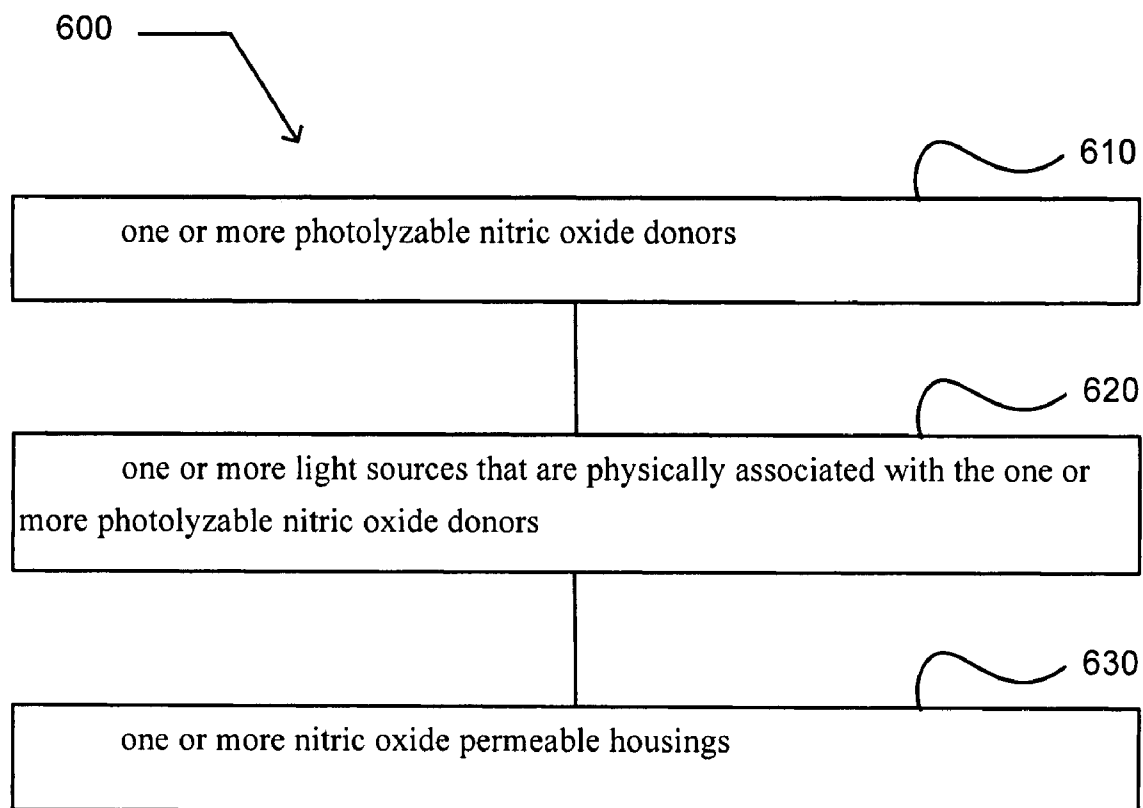 600
610
one or more photolyzable nitric oxide donors
620
one or more light sources that are physically associated with the one or
more photolyzable nitric oxide donors
630
one or more nitric oxide permeable housings